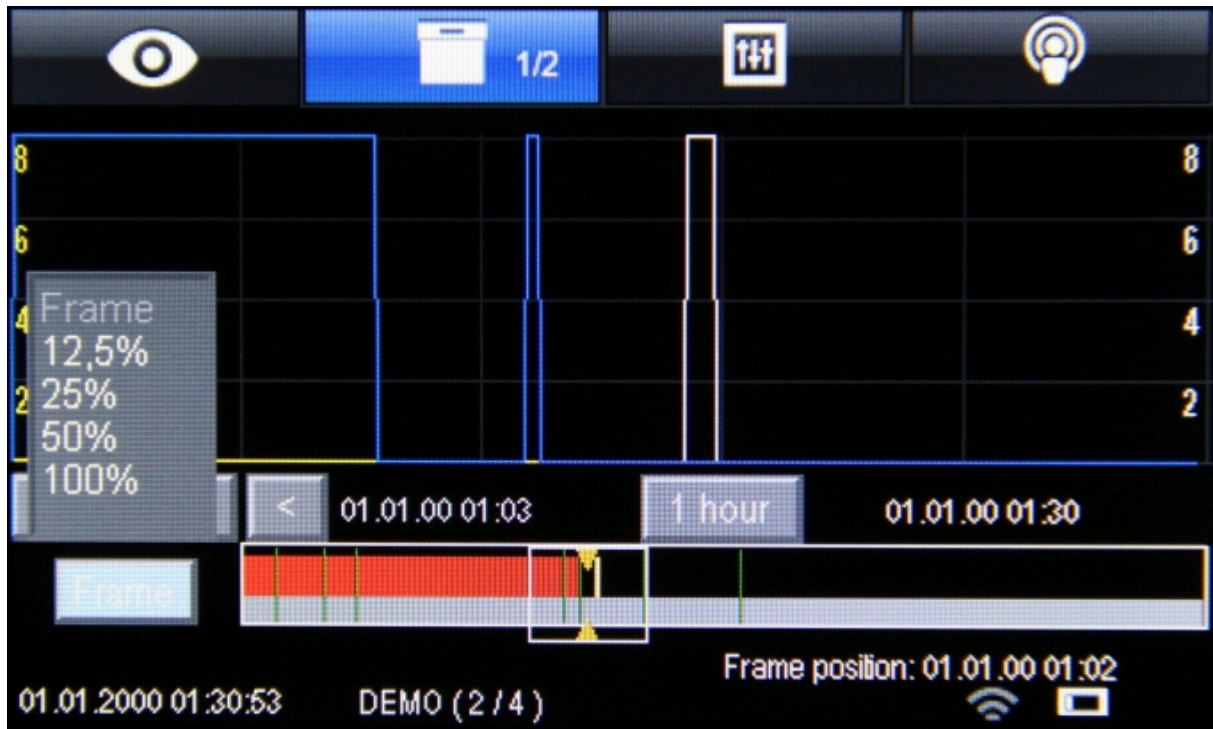 1/2
8 8
6 6
Frame
4 4
12,5%
25%
2 2
50%
100%
< 01.01.00 01:03 1 hour 01.01.00 01:30
Frame
Frame position: 01.01.00 01:02
01.01.2000 01:30:53 DEMO ( 2 / 4 )